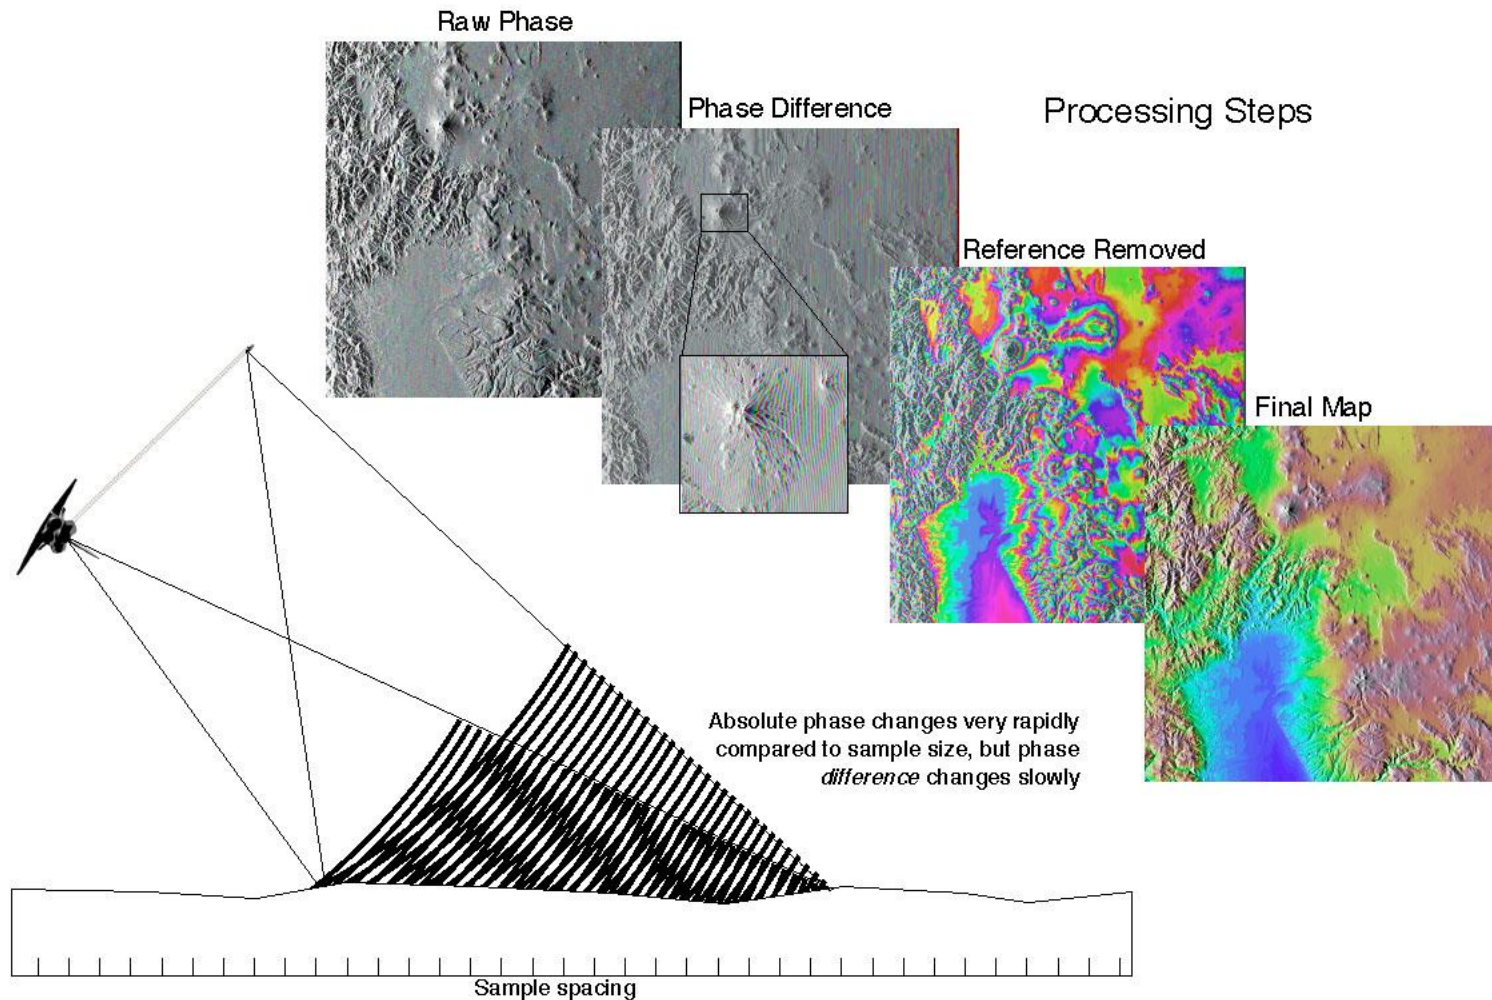 Raw Phase
Phase Difference
Processing Steps
Reference Removed
Final Map
Absolute phase changes very rapidly
compared to sample size, but phase
difference changes slowly
Sample spacing